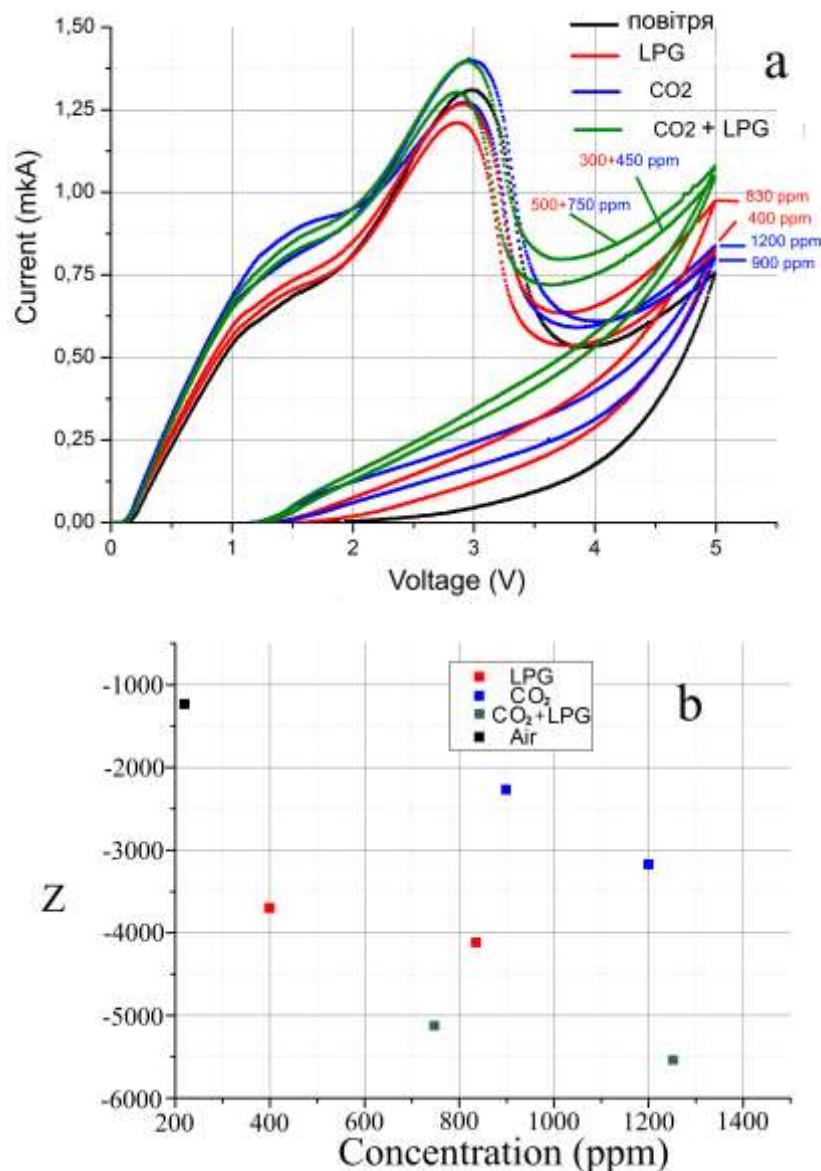 1,50
1,25
1,00
0,75
0,50
0,25
0,00
Current (mkA)
повітря
LPG
CO2
CO2 + LPG
a
300+450 ppm
500+750 ppm
830 ppm
400 ppm
1200 ppm
900 ppm
0
1
2
3
4
5
Voltage (V)
-1000
-2000
-3000
-4000
-5000
-6000
Z
LPG
CO₂
CO₂+LPG
Air
b
200
400
600
800
1000
1200
1400
Concentration (ppm)